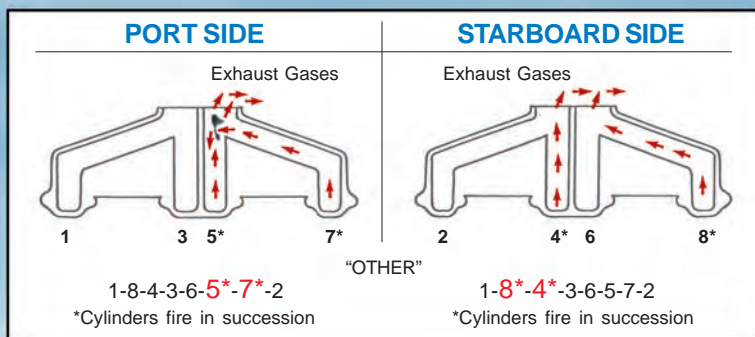 PORT SIDE
STARBOARD SIDE
Exhaust Gases
Exhaust Gases
1 3 5* 7*
2 4* 6 8*
“OTHER”
1-8-4-3-6-5*-7*-2
1-8*-4*-3-6-5-7-2
*Cylinders fire in succession
*Cylinders fire in succession